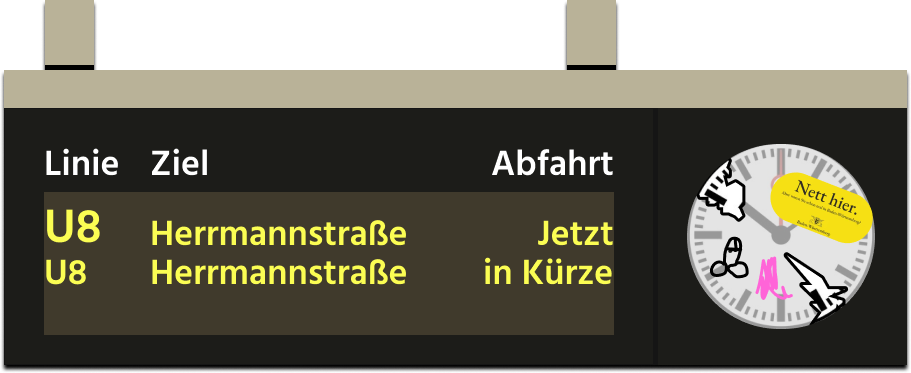 Linie Ziel Abfahrt
U8 Herrmannstraße Jetzt
U8 Herrmannstraße in Kürze
Nett hier.